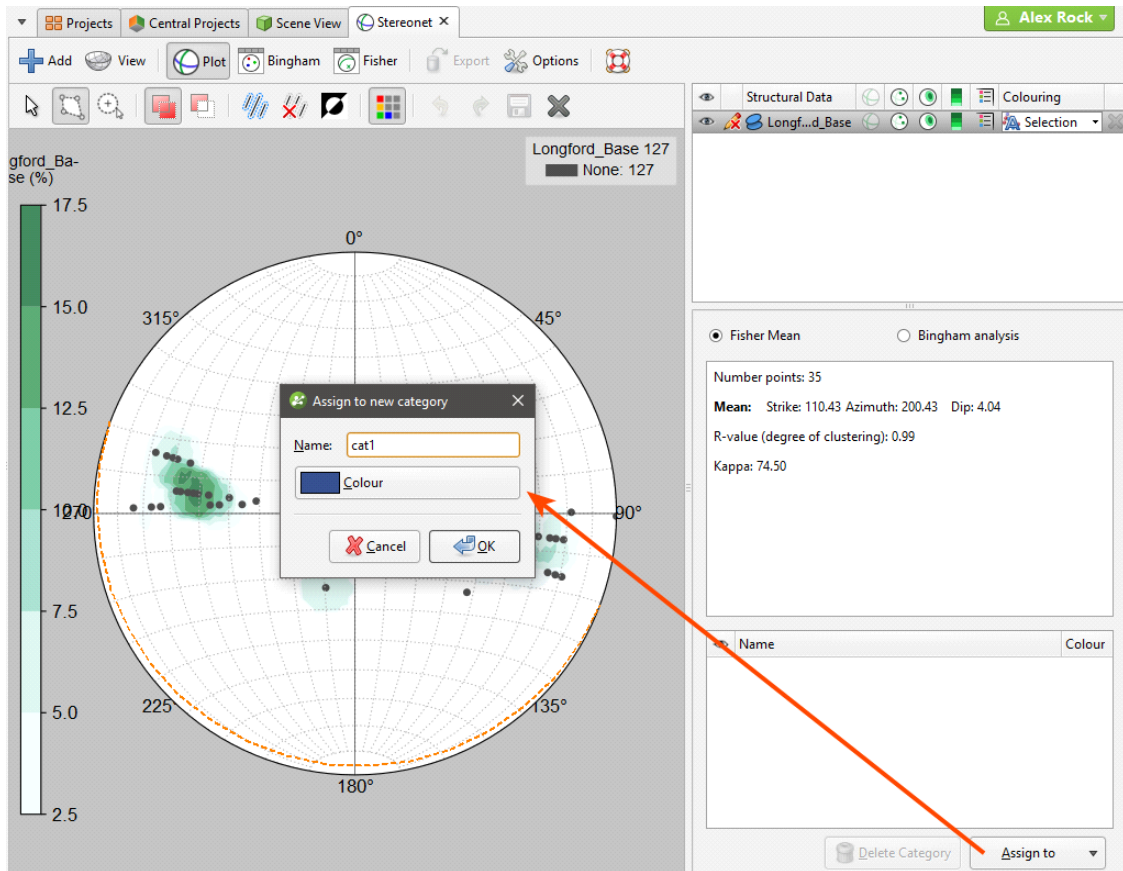 Projects Central Projects Scene View Stereonet Alex Rock
Add View Plot Bingham Fisher Export Options
Structural Data Colouring
Longf...d_Base Selection
Longford_Base 127
None: 127
gford_Ba-
se (%)
17.5
15.0
12.5
10.0
7.5
5.0
2.5
0°
45°
90°
135°
180°
225°
270°
315°
Assign to new category
Name: cat1
Colour
Cancel OK
Fisher Mean Bingham analysis
Number points: 35
Mean: Strike: 110.43 Azimuth: 200.43 Dip: 4.04
R-value (degree of clustering): 0.99
Kappa: 74.50
Name Colour
Delete Category Assign to